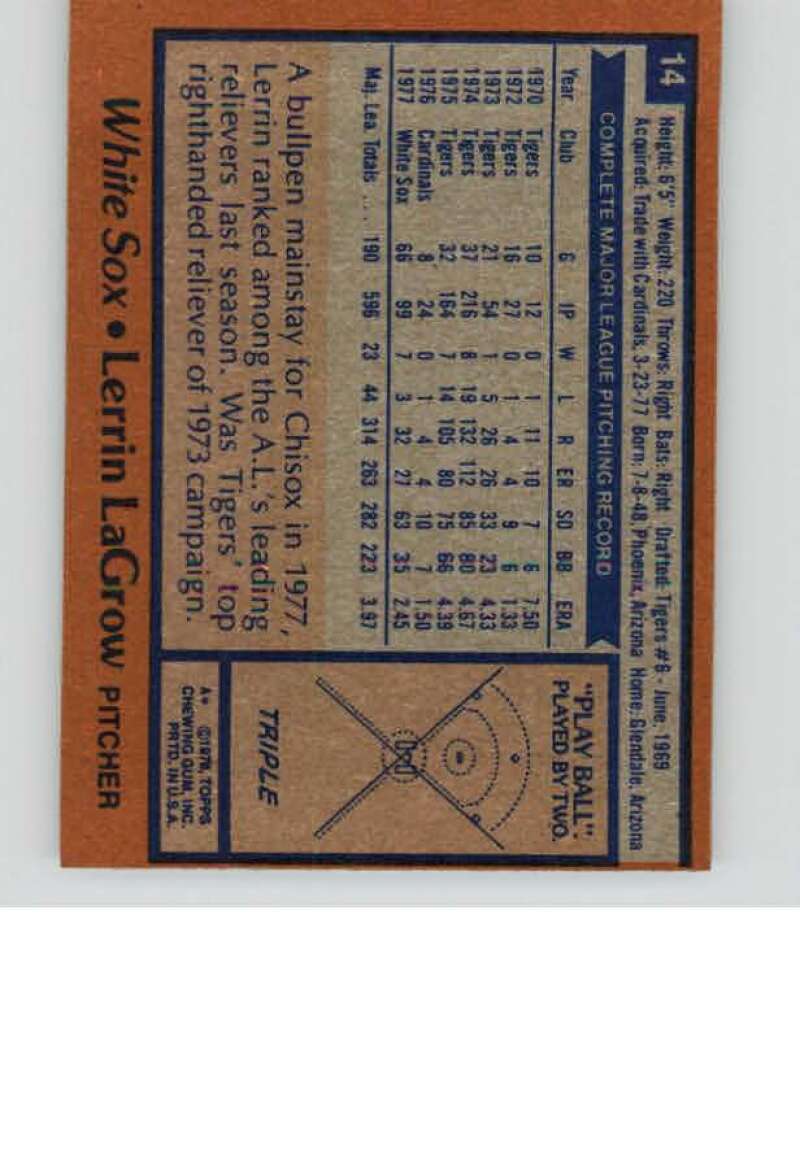 14
Height: 6'5" Weight: 220 Throws: Right Bats: Right Drafted: Tigers #6 - June, 1969
Acquired: Trade with Cardinals, 3-23-77 Born: 7-8-48, Phoenix, Arizona Home: Glendale, Arizona
COMPLETE MAJOR LEAGUE PITCHING RECORD
Year Club G IP W L R ER SO BB ERA
1970 Tigers 10 12 0 1 11 10 7 6 7.50
1972 Tigers 16 27 0 1 4 4 9 6 1.33
1973 Tigers 21 54 1 5 26 26 33 23 4.33
1974 Tigers 37 216 8 19 132 112 85 80 4.67
1975 Tigers 32 164 7 14 105 80 75 66 4.39
1976 Cardinals 8 24 0 1 4 4 10 7 1.50
1977 White Sox 66 99 7 3 32 27 63 35 2.45
Maj. Lea. Totals .... 190 596 23 44 314 263 282 223 3.97
A bullpen mainstay for Chisox in 1977,
Lerrin ranked among the A.L.'s leading
relievers last season. Was Tigers' top
righthanded reliever of 1973 campaign.
"PLAY BALL":
PLAYED BY TWO.
TRIPLE
A* ©1978, TOPPS
CHEWING GUM, INC.
PRTD. IN U.S.A.
White Sox • Lerrin LaGrow PITCHER